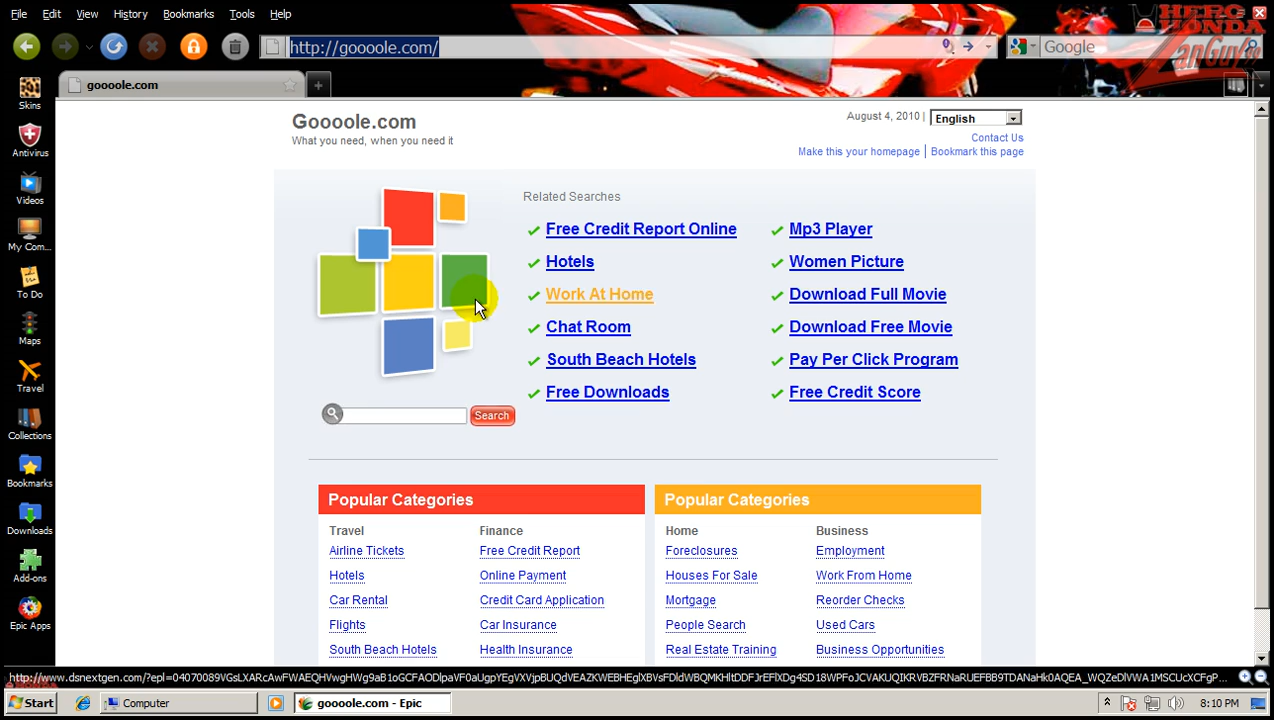 File Edit View History Bookmarks Tools Help
HERO HONDA
http://goooole.com/
Google
ZanGuy
goooole.com
Skins
Antivirus
Videos
My Com...
To Do
Maps
Travel
Collections
Bookmarks
Downloads
Add-ons
Epic Apps
Goooole.com
What you need, when you need it
August 4, 2010 | English
Contact Us
Make this your homepage | Bookmark this page
Related Searches
Free Credit Report Online Mp3 Player
Hotels Women Picture
Work At Home Download Full Movie
Chat Room Download Free Movie
South Beach Hotels Pay Per Click Program
Free Downloads Free Credit Score
Search
Popular Categories Popular Categories
Travel Finance Home Business
Airline Tickets Free Credit Report Foreclosures Employment
Hotels Online Payment Houses For Sale Work From Home
Car Rental Credit Card Application Mortgage Reorder Checks
Flights Car Insurance People Search Used Cars
South Beach Hotels Health Insurance Real Estate Training Business Opportunities
Start Computer goooole.com - Epic 8:10 PM